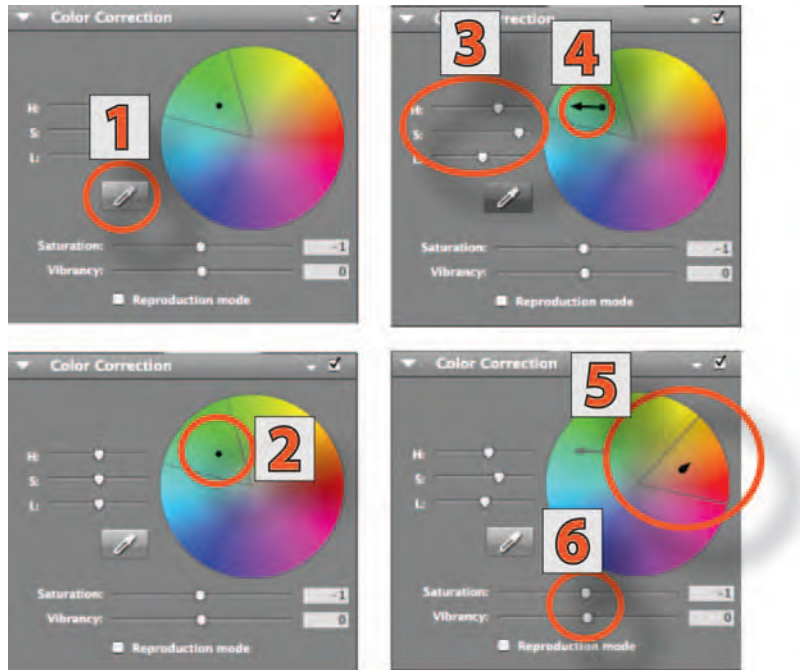 Color Correction
1
H:
S:
L:
Saturation: -1
Vibrancy: 0
Reproduction mode
Correction
3
4
H:
S:
L:
Saturation: -1
Vibrancy: 0
Reproduction mode
Color Correction
2
H:
S:
L:
Saturation: -1
Vibrancy: 0
Reproduction mode
Color Correction
5
H:
S:
L:
6
Saturation: -1
Vibrancy: 0
Reproduction mode